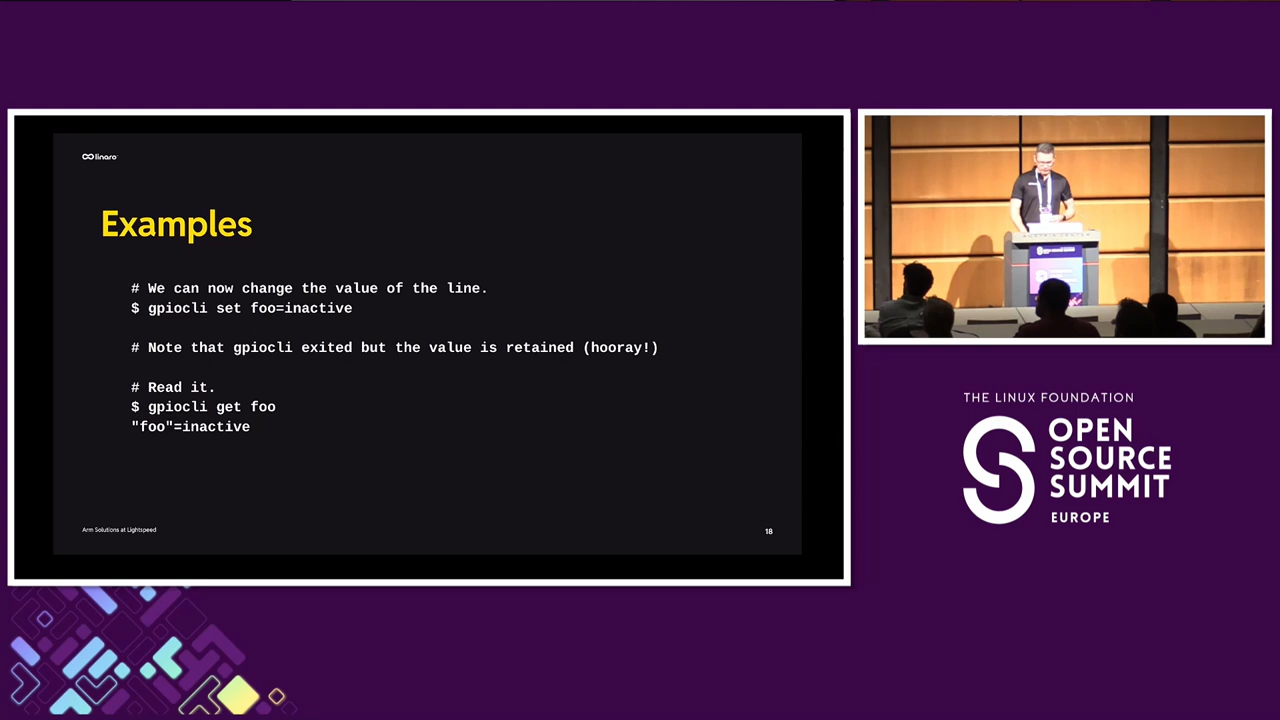 linaro
Examples
# We can now change the value of the line.
$ gpiocli set foo=inactive
# Note that gpiocli exited but the value is retained (hooray!)
# Read it.
$ gpiocli get foo
"foo"=inactive
Arm Solutions at Lightspeed
18
THE LINUX FOUNDATION
OPEN
SOURCE
SUMMIT
EUROPE